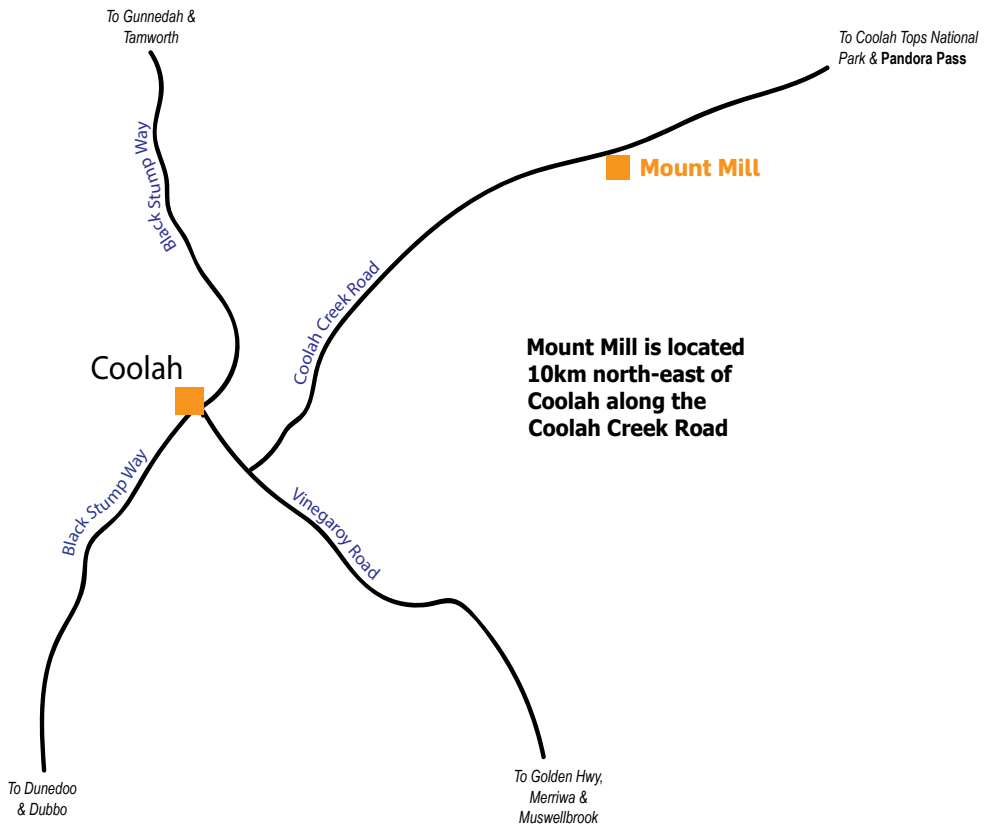 To Gunnedah &
Tamworth
To Coolah Tops National
Park & Pandora Pass
Black Stump Way
Mount Mill
Coolah Creek Road
Mount Mill is located
10km north-east of
Coolah along the
Coolah Creek Road
Coolah
Black Stump Way
Vinegaroy Road
To Dunedoo
& Dubbo
To Golden Hwy,
Merriwa &
Muswellbrook